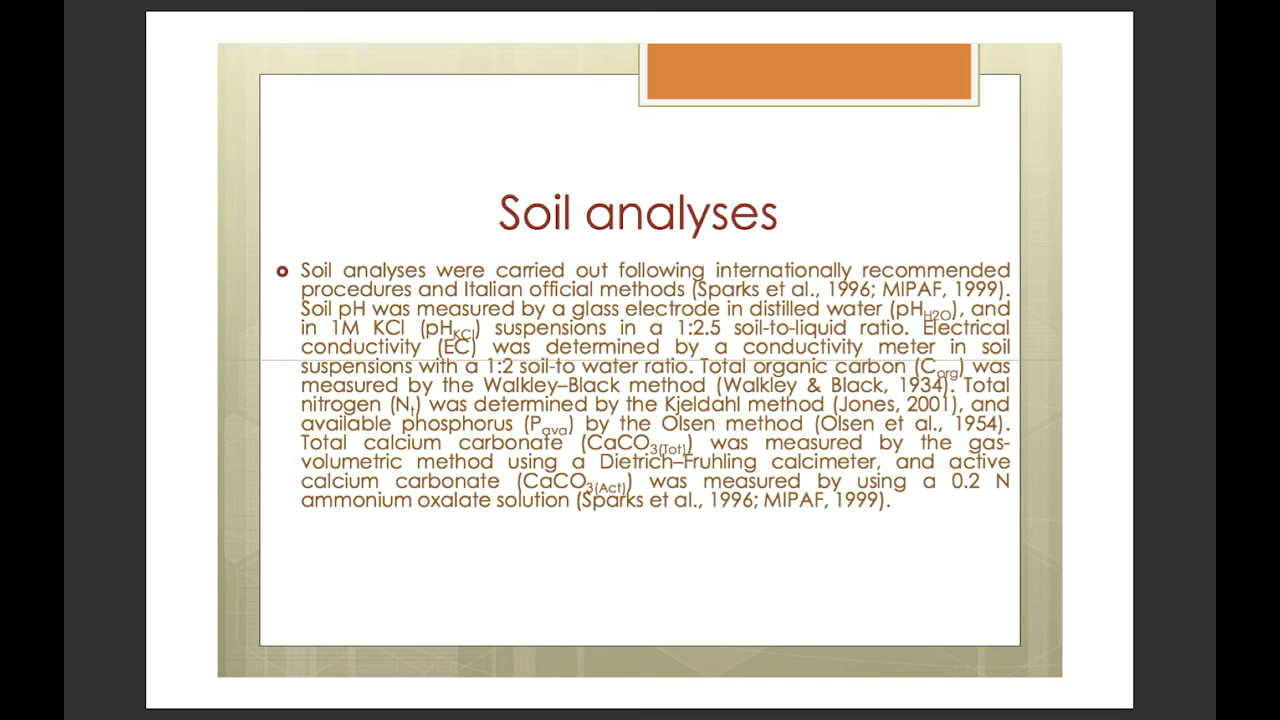 Soil analyses
Soil analyses were carried out following internationally recommended
procedures and Italian official methods (Sparks et al., 1996; MIPAF, 1999).
Soil pH was measured by a glass electrode in distilled water (pHH2O), and
in 1M KCl (pHKCl) suspensions in a 1:2.5 soil-to-liquid ratio. Electrical
conductivity (EC) was determined by a conductivity meter in soil
suspensions with a 1:2 soil-to water ratio. Total organic carbon (Corg) was
measured by the Walkley–Black method (Walkley & Black, 1934). Total
nitrogen (Nt) was determined by the Kjeldahl method (Jones, 2001), and
available phosphorus (Pava) by the Olsen method (Olsen et al., 1954).
Total calcium carbonate (CaCO3(Tot)) was measured by the gas-
volumetric method using a Dietrich–Fruhling calcimeter, and active
calcium carbonate (CaCO3(Act)) was measured by using a 0.2 N
ammonium oxalate solution (Sparks et al., 1996; MIPAF, 1999).